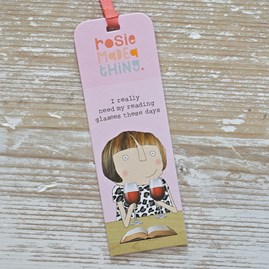 rosie
made a
thing.
I really
need my reading
glasses these days